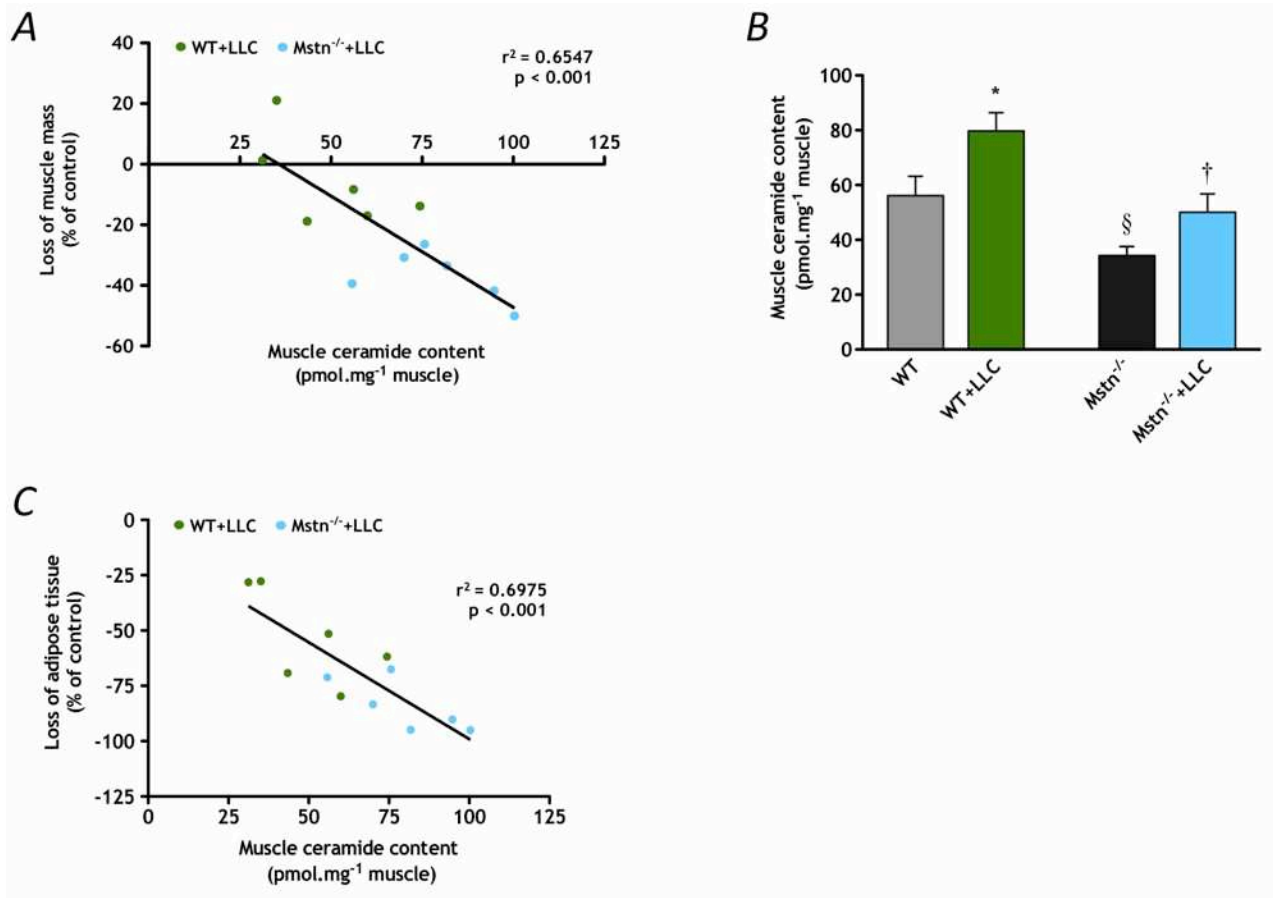 A
WT+LLC Mstn-/-+LLC
r2 = 0.6547
p < 0.001
40
20
0
-20
-40
-60
25 50 75 100 125
Loss of muscle mass
(% of control)
Muscle ceramide content
(pmol.mg-1 muscle)
B
100
80
60
40
20
0
Muscle ceramide content
(pmol.mg-1 muscle)
*
§
†
WT
WT+LLC
Mstn-/-
Mstn-/-+LLC
C
WT+LLC Mstn-/-+LLC
r2 = 0.6975
p < 0.001
0
-25
-50
-75
-100
-125
Loss of adipose tissue
(% of control)
0 25 50 75 100 125
Muscle ceramide content
(pmol.mg-1 muscle)